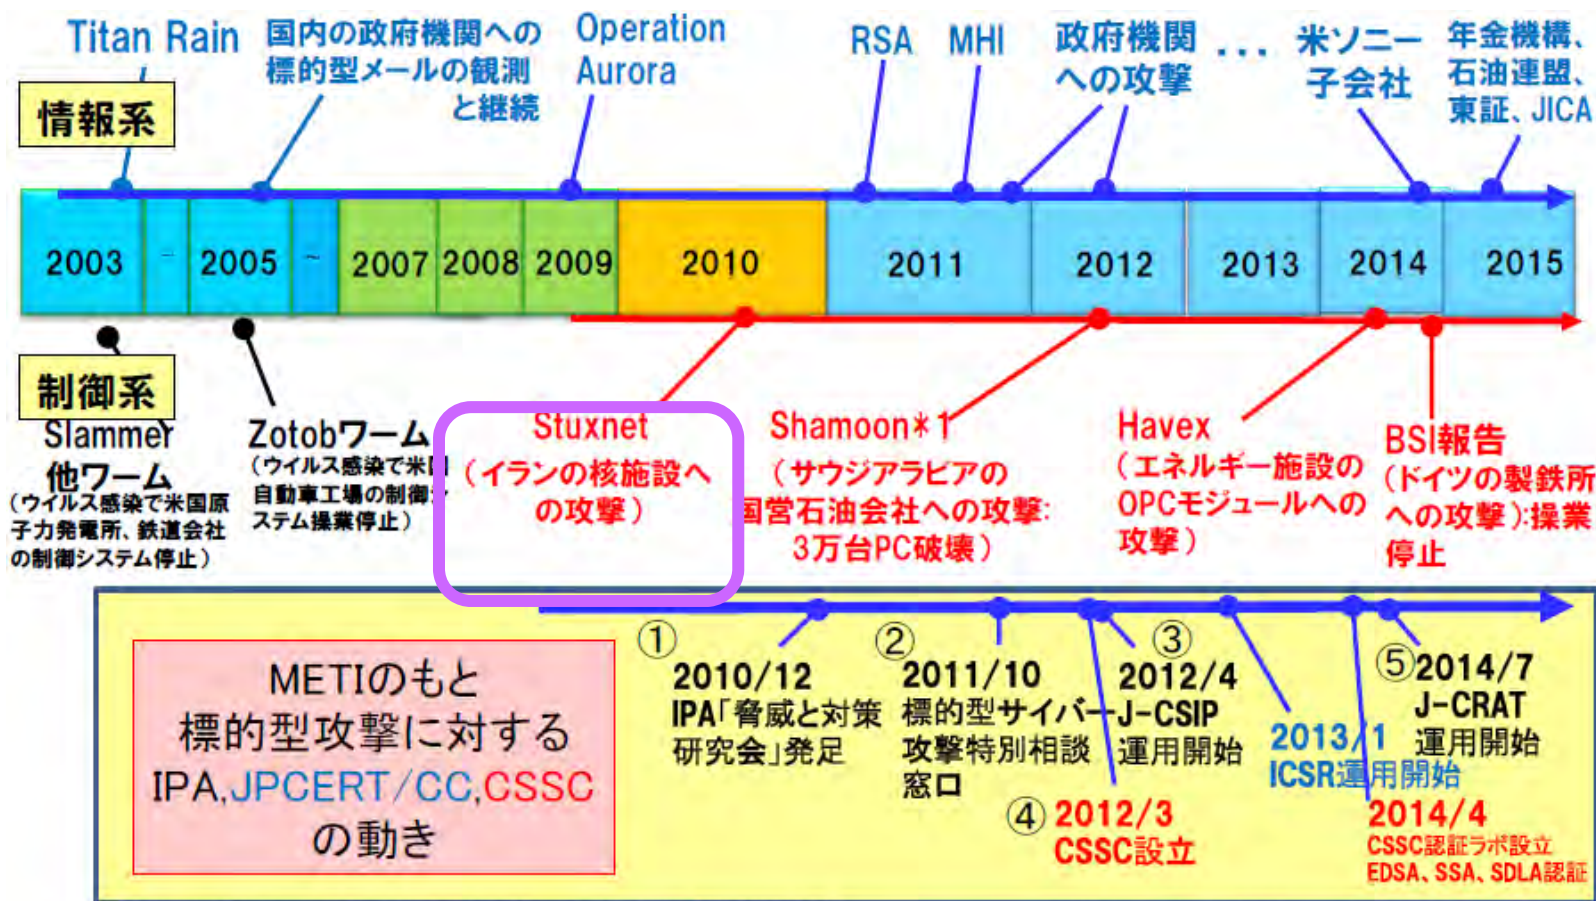 Titan Rain
国内の政府機関への
標的型メールの観測
と継続
Operation
Aurora
RSA
MHI
政府機関
への攻撃
...
米ソニー
子会社
年金機構、
石油連盟、
東証、JICA
情報系
2003
~
2005
~
2007
2008
2009
2010
2011
2012
2013
2014
2015
制御系
Slammer
他ワーム
(ウイルス感染で米国原
子力発電所、鉄道会社
の制御システム停止)
Zotobワーム
(ウイルス感染で米国
自動車工場の制御シ
ステム操業停止)
Stuxnet
(イランの核施設へ
の攻撃)
Shamoon*1
(サウジアラビアの
国営石油会社への攻撃:
3万台PC破壊)
Havex
(エネルギー施設の
OPCモジュールへの
攻撃)
BSI報告
(ドイツの製鉄所
への攻撃):操業
停止
METIのもと
標的型攻撃に対する
IPA,JPCERT/CC,CSSC
の動き
①
2010/12
IPA「脅威と対策
研究会」発足
②
2011/10
標的型サイバー
攻撃特別相談
窓口
③
2012/4
J-CSIP
運用開始
④ 2012/3
CSSC設立
2013/1
ICSR運用開始
⑤ 2014/7
J-CRAT
運用開始
2014/4
CSSC認証ラボ設立
EDSA、SSA、SDLA認証